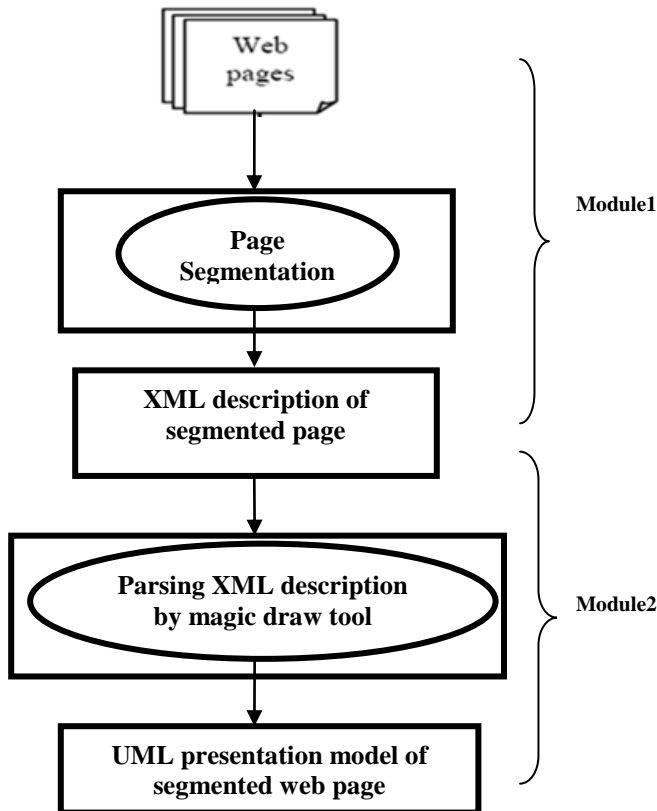 Web
pages
Module1
Page
Segmentation
XML description of
segmented page
Parsing XML description
by magic draw tool
Module2
UML presentation model of
segmented web page